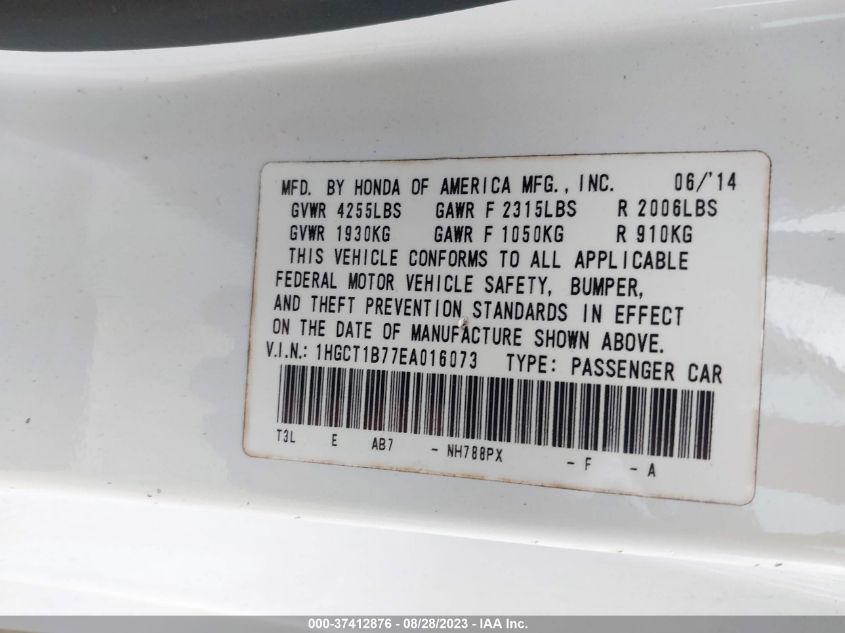 MFD. BY HONDA OF AMERICA MFG., INC. 06/'14
GVWR 4255LBS GAWR F 2315LBS R 2006LBS
GVWR 1930KG GAWR F 1050KG R 910KG
THIS VEHICLE CONFORMS TO ALL APPLICABLE
FEDERAL MOTOR VEHICLE SAFETY, BUMPER,
AND THEFT PREVENTION STANDARDS IN EFFECT
ON THE DATE OF MANUFACTURE SHOWN ABOVE.
V.I.N.: 1HGCT1B77EA016073 TYPE: PASSENGER CAR
T3L E AB7 - NH788PX - F - A
000-37412876 - 08/28/2023 - IAA Inc.